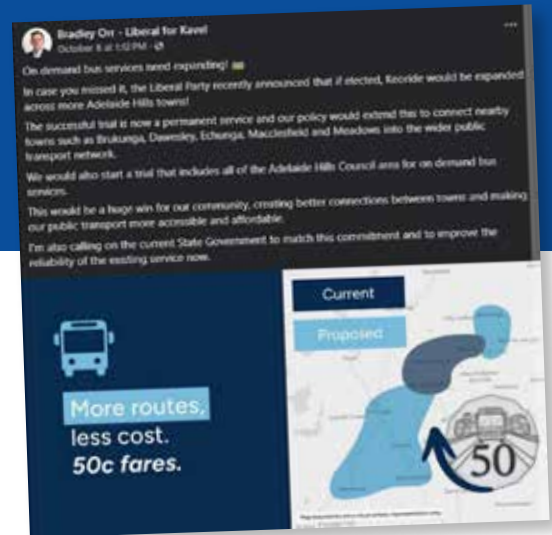 Bradley Orr - Liberal for Kavel
October 8 at 1:12 PM
On demand bus services need expanding!
In case you missed it, the Liberal Party recently announced that if elected, Keoride would be expanded
across more Adelaide Hills towns!
The successful trial is now a permanent service and our policy would extend this to connect nearby
towns such as Brukunga, Dawesley, Echunga, Macclesfield and Meadows into the wider public
transport network.
We would also start a trial that includes all of the Adelaide Hills Council area for on demand bus
services.
This would be a huge win for our community, creating better connections between towns and making
our public transport more accessible and affordable.
I'm also calling on the current State Government to match this commitment and to improve the
reliability of the existing service now.
More routes,
less cost.
50c fares.
Current
Proposed
50